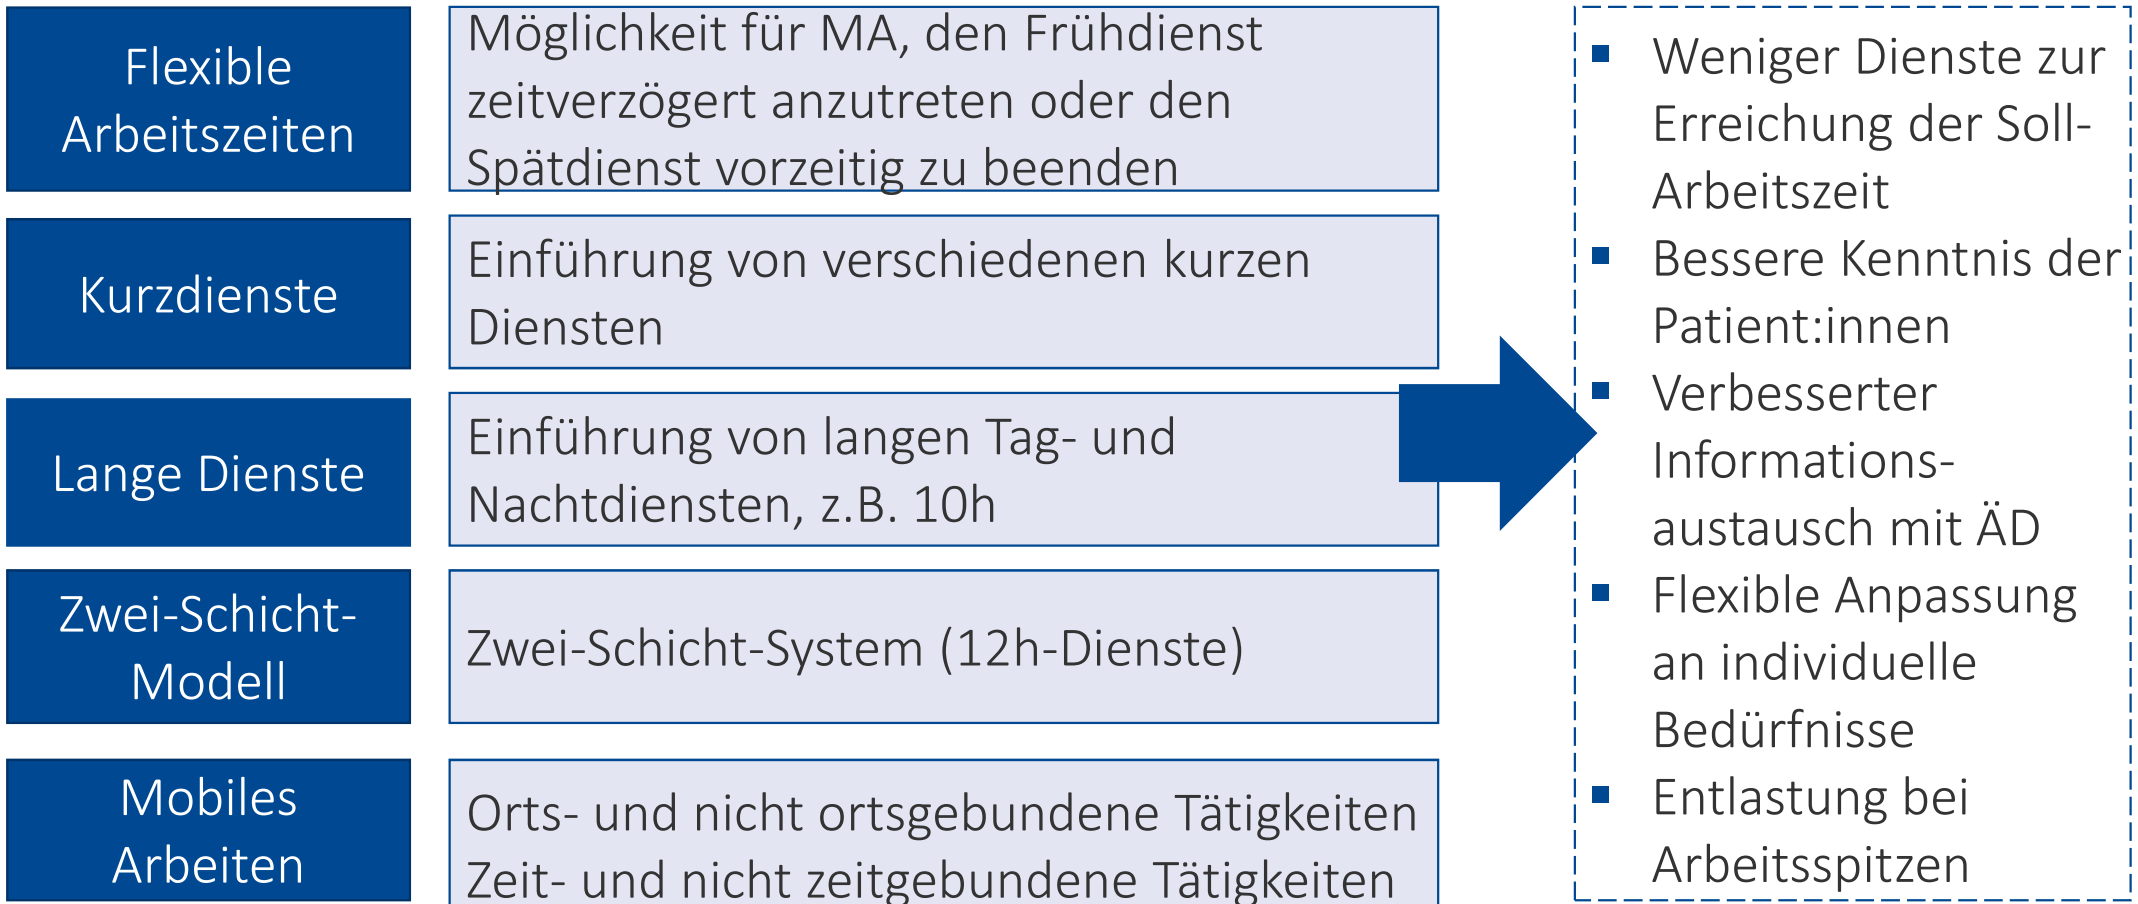 Flexible
Arbeitszeiten
Möglichkeit für MA, den Frühdienst
zeitverzögert anzutreten oder den
Spätdienst vorzeitig zu beenden
Kurzdienste
Einführung von verschiedenen kurzen
Diensten
Lange Dienste
Einführung von langen Tag- und
Nachtdiensten, z.B. 10h
Zwei-Schicht-
Modell
Zwei-Schicht-System (12h-Dienste)
Mobiles
Arbeiten
Orts- und nicht ortsgebundene Tätigkeiten
Zeit- und nicht zeitgebundene Tätigkeiten
▪ Weniger Dienste zur
Erreichung der Soll-
Arbeitszeit
▪ Bessere Kenntnis der
Patient:innen
▪ Verbesserter
Informations-
austausch mit ÄD
▪ Flexible Anpassung
an individuelle
Bedürfnisse
▪ Entlastung bei
Arbeitsspitzen